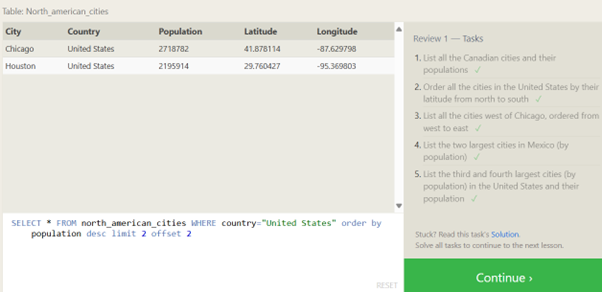 Table: North_american_cities
City Country Population Latitude Longitude
Chicago United States 2718782 41.878114 -87.629798
Houston United States 2195914 29.760427 -95.369803
SELECT * FROM north_american_cities WHERE country="United States" order by
population desc limit 2 offset 2
RESET
Review 1 — Tasks
1. List all the Canadian cities and their
populations ✓
2. Order all the cities in the United States by their
latitude from north to south ✓
3. List all the cities west of Chicago, ordered from
west to east ✓
4. List the two largest cities in Mexico (by
population) ✓
5. List the third and fourth largest cities (by
population) in the United States and their
population ✓
Stuck? Read this task's Solution.
Solve all tasks to continue to the next lesson.
Continue ›